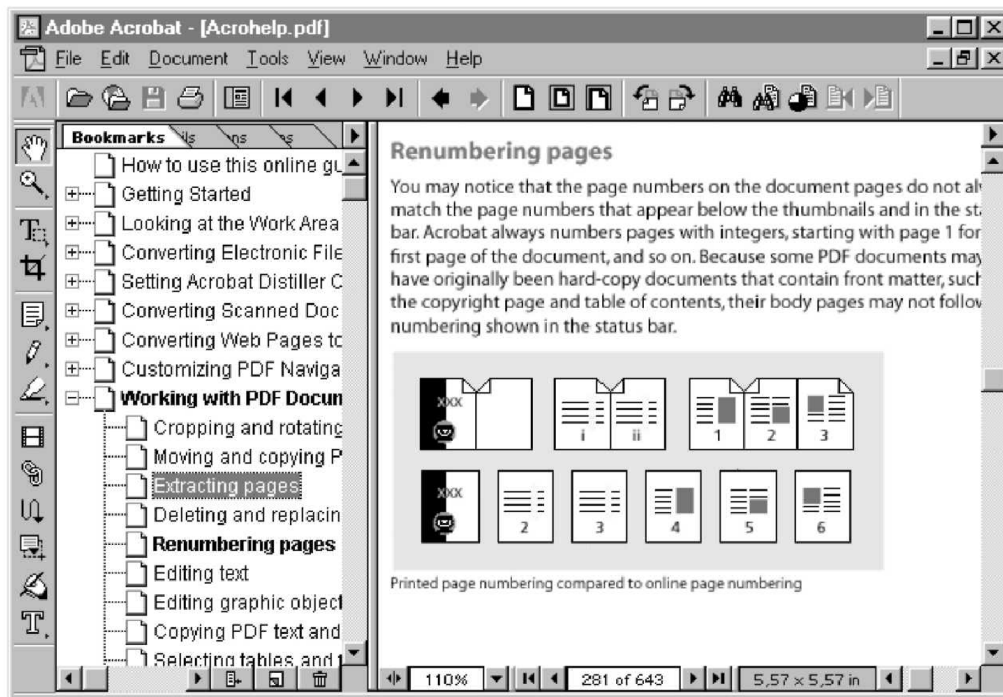 Adobe Acrobat - [Acrohelp.pdf]
File Edit Document Tools View Window Help
Bookmarks
How to use this online gu
Getting Started
Looking at the Work Area
Converting Electronic File
Setting Acrobat Distiller C
Converting Scanned Doc
Converting Web Pages to
Customizing PDF Naviga
Working with PDF Docum
Cropping and rotating
Moving and copying P
Extracting pages
Deleting and replacin
Renumbering pages
Editing text
Editing graphic object
Copying PDF text and
Selecting tables and
Renumbering pages
You may notice that the page numbers on the document pages do not al
match the page numbers that appear below the thumbnails and in the sta
bar. Acrobat always numbers pages with integers, starting with page 1 for
first page of the document, and so on. Because some PDF documents may
have originally been hard-copy documents that contain front matter, such
the copyright page and table of contents, their body pages may not follow
numbering shown in the status bar.
XXX
i ii 1 2 3
XXX
2 3 4 5 6
Printed page numbering compared to online page numbering
110% 281 of 643 5,57 × 5,57 in